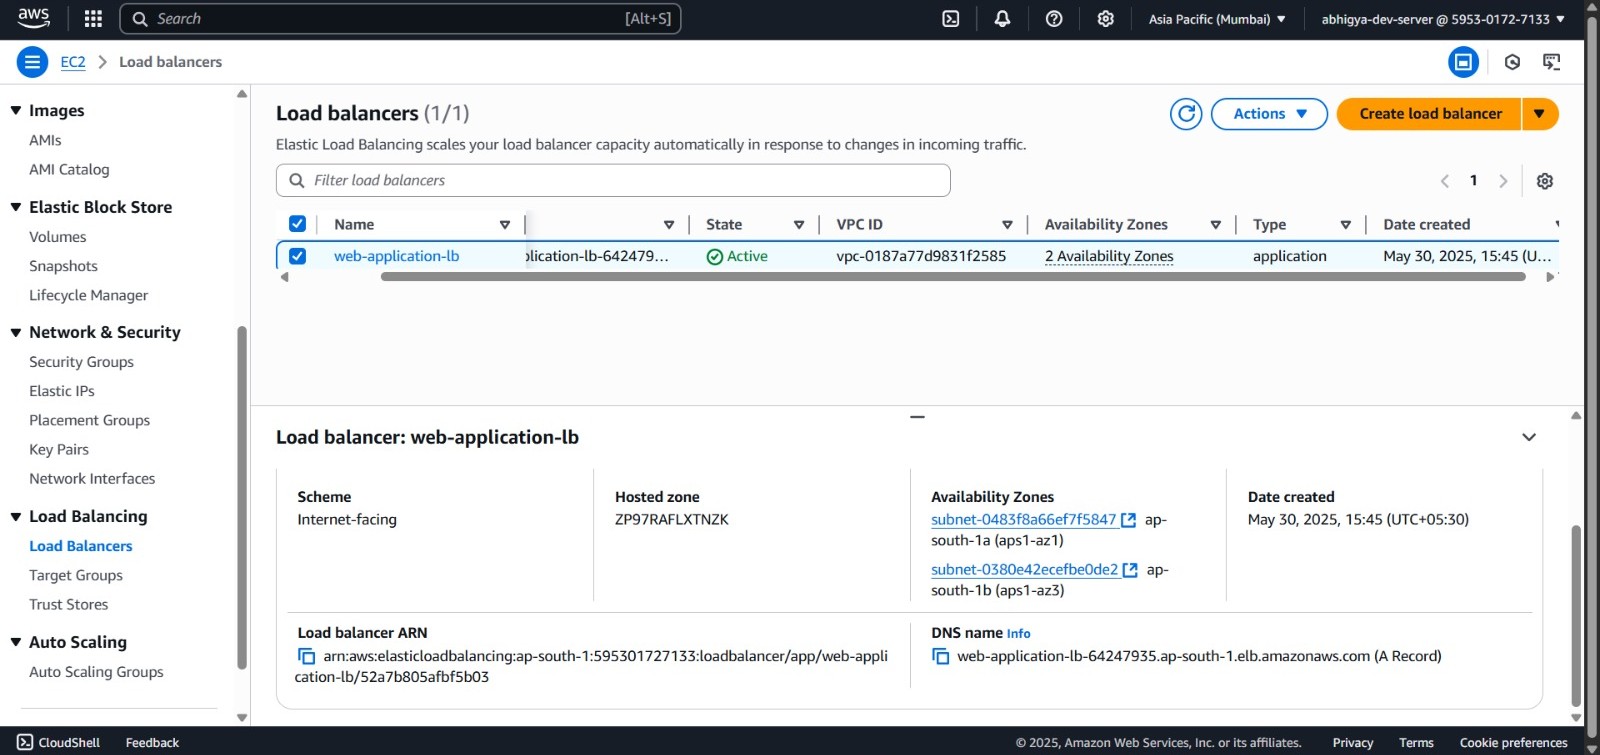 aws
Search
[Alt+S]
Asia Pacific (Mumbai)
abhigya-dev-server @ 5953-0172-7133
EC2
Load balancers
Images
AMIs
AMI Catalog
Elastic Block Store
Volumes
Snapshots
Lifecycle Manager
Network & Security
Security Groups
Elastic IPs
Placement Groups
Key Pairs
Network Interfaces
Load Balancing
Load Balancers
Target Groups
Trust Stores
Auto Scaling
Auto Scaling Groups
Load balancers (1/1)
Actions
Create load balancer
Elastic Load Balancing scales your load balancer capacity automatically in response to changes in incoming traffic.
Filter load balancers
1
Name State VPC ID Availability Zones Type Date created
web-application-lb plication-lb-642479... Active vpc-0187a77d9831f2585 2 Availability Zones application May 30, 2025, 15:45 (U...
Load balancer: web-application-lb
Scheme
Internet-facing
Hosted zone
ZP97RAFLXTNZK
Availability Zones
subnet-0483f8a66ef7f5847 ap-
south-1a (aps1-az1)
subnet-0380e42ecefbe0de2 ap-
south-1b (aps1-az3)
Date created
May 30, 2025, 15:45 (UTC+05:30)
Load balancer ARN
arn:aws:elasticloadbalancing:ap-south-1:595301727133:loadbalancer/app/web-appli
cation-lb/52a7b805afbf5b03
DNS name Info
web-application-lb-64247935.ap-south-1.elb.amazonaws.com (A Record)
CloudShell
Feedback
© 2025, Amazon Web Services, Inc. or its affiliates.
Privacy
Terms
Cookie preferences